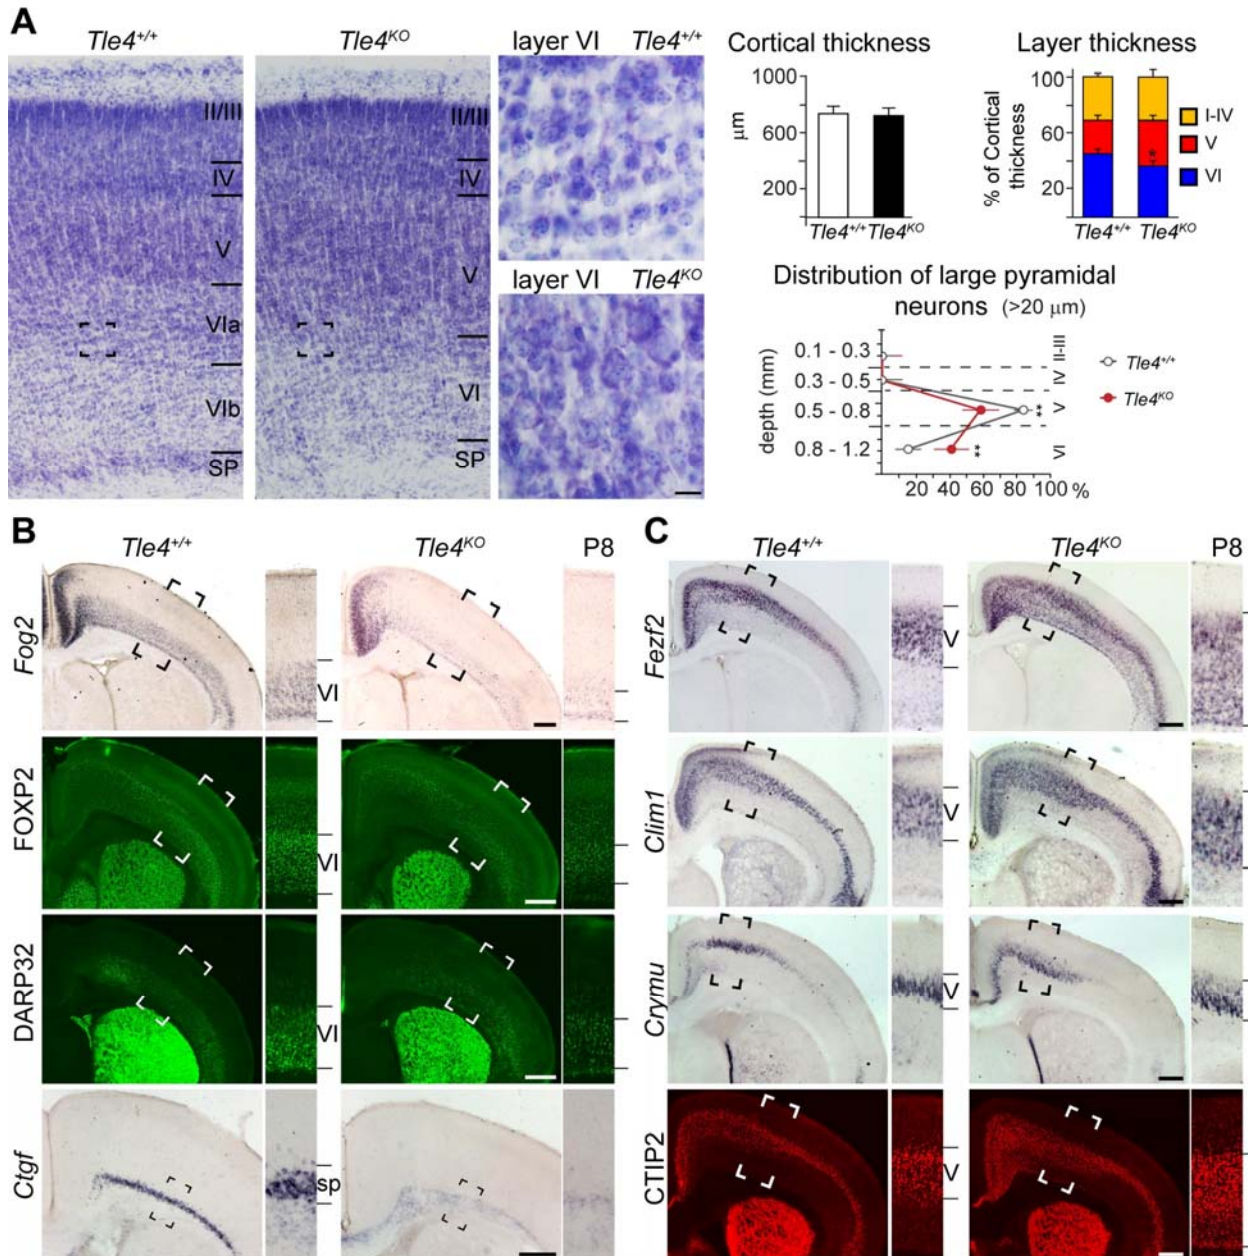 A
Tle4+/+
Tle4KO
layer VI Tle4+/+
II/III
IV
V
VIa
VIb
SP
II/III
IV
V
VI
SP
layer VI Tle4KO
Cortical thickness
μm
1000
600
200
Tle4+/+ Tle4KO
Layer thickness
% of Cortical
thickness
100
60
20
*
Tle4+/+ Tle4KO
I-IV
V
VI
Distribution of large pyramidal
neurons (>20 μm)
depth (mm)
0.1 - 0.3
0.3 - 0.5
0.5 - 0.8
0.8 - 1.2
II-III
IV
V
VI
**
**
20 40 60 80 100 %
Tle4+/+
Tle4KO
B
Tle4+/+
Tle4KO
P8
Fog2
VI
FOXP2
VI
DARP32
VI
Ctgf
sp
C
Tle4+/+
Tle4KO
P8
Fezf2
V
Clim1
V
Crymu
V
CTIP2
V